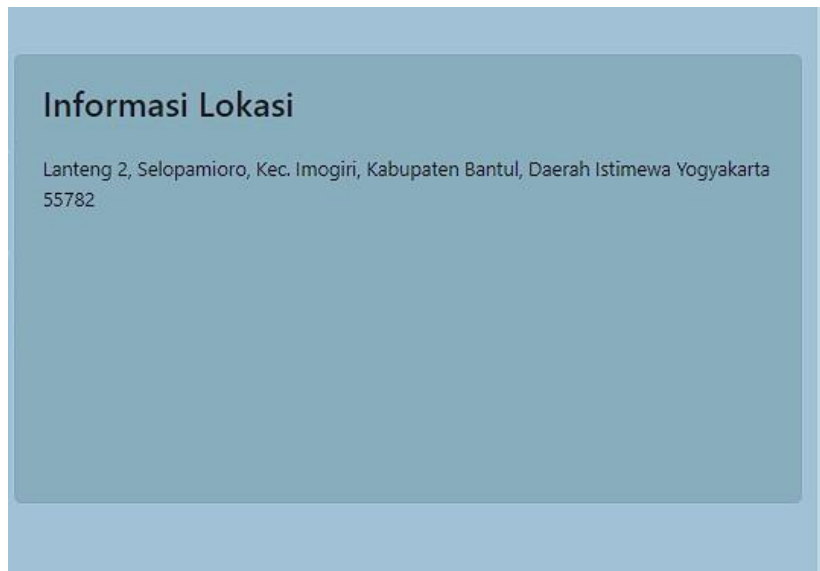 Informasi Lokasi
Lanteng 2, Selopamioro, Kec. Imogiri, Kabupaten Bantul, Daerah Istimewa Yogyakarta
55782